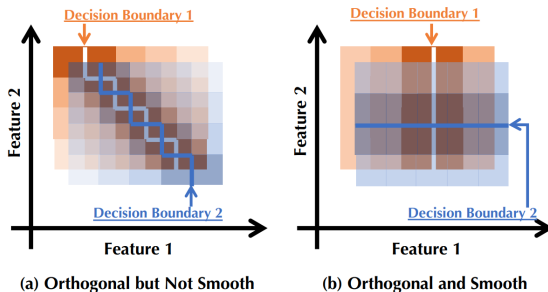 Decision Boundary 1
Feature 2
Decision Boundary 2
Feature 1
(a) Orthogonal but Not Smooth
Decision Boundary 1
Feature 2
Decision Boundary 2
Feature 1
(b) Orthogonal and Smooth